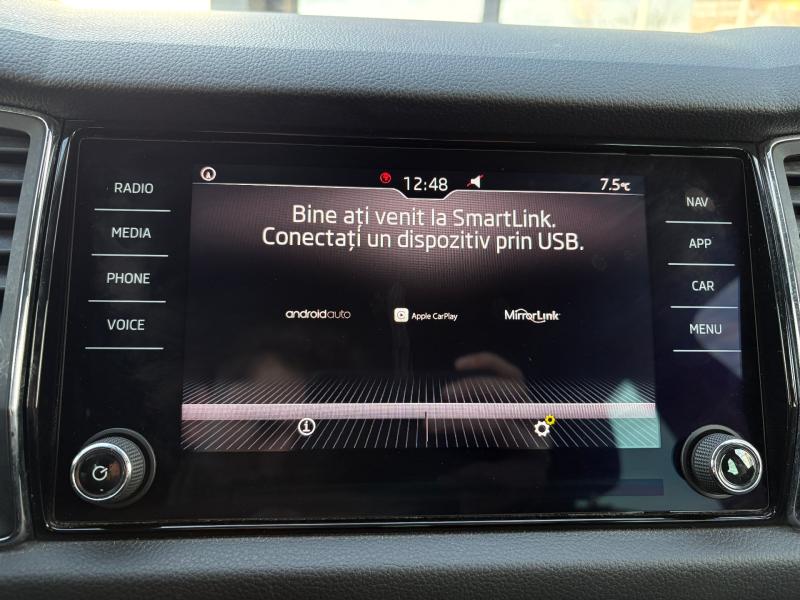 12:48
7.5°C
RADIO
MEDIA
PHONE
VOICE
Bine ați venit la SmartLink.
Conectați un dispozitiv prin USB.
androidauto
Apple CarPlay
MirrorLink
NAV
APP
CAR
MENU